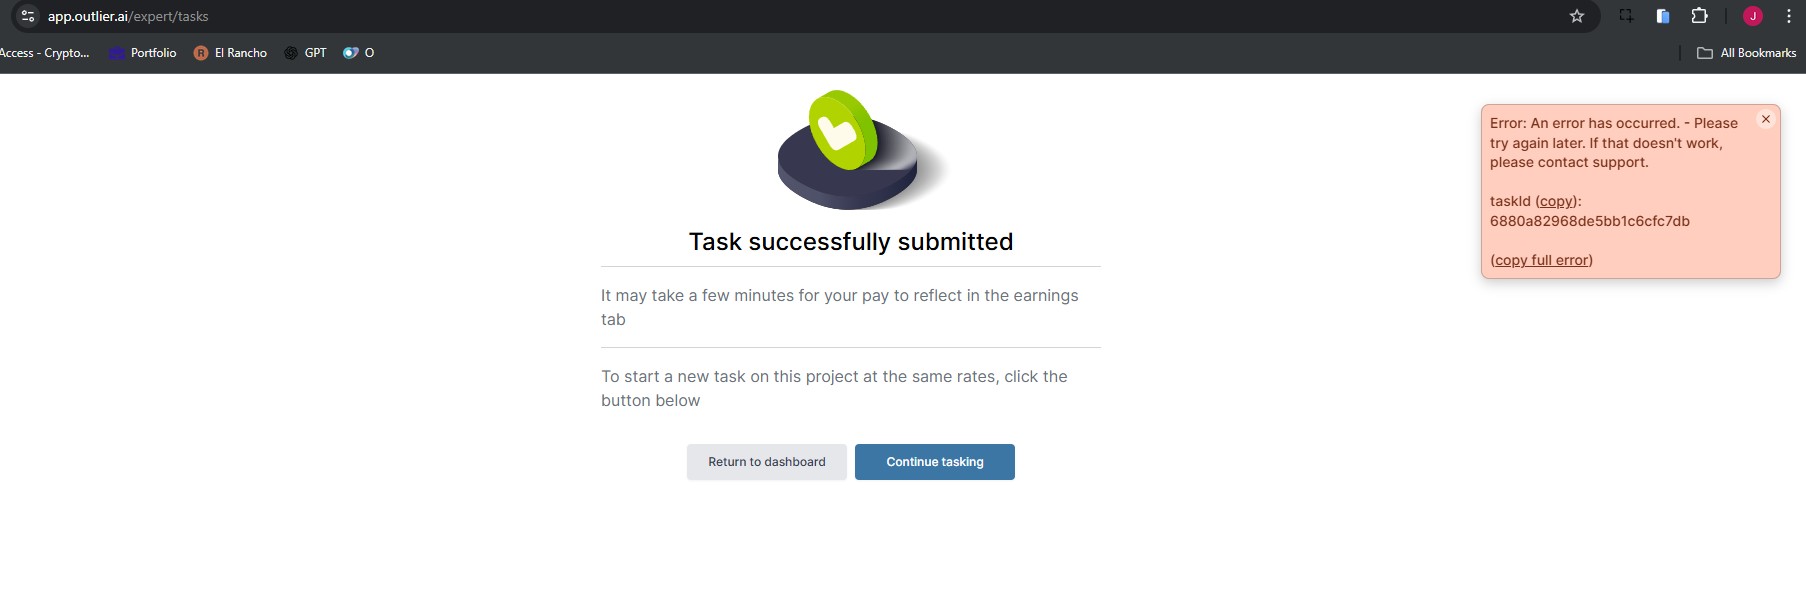 app.outlier.ai/expert/tasks
J
Access - Crypto...
Portfolio
R
El Rancho
GPT
O
All Bookmarks
Task successfully submitted
It may take a few minutes for your pay to reflect in the earnings
tab
To start a new task on this project at the same rates, click the
button below
Return to dashboard
Continue tasking
Error: An error has occurred. - Please
try again later. If that doesn't work,
please contact support.
taskId (copy):
6880a82968de5bb1c6cfc7db
(copy full error)